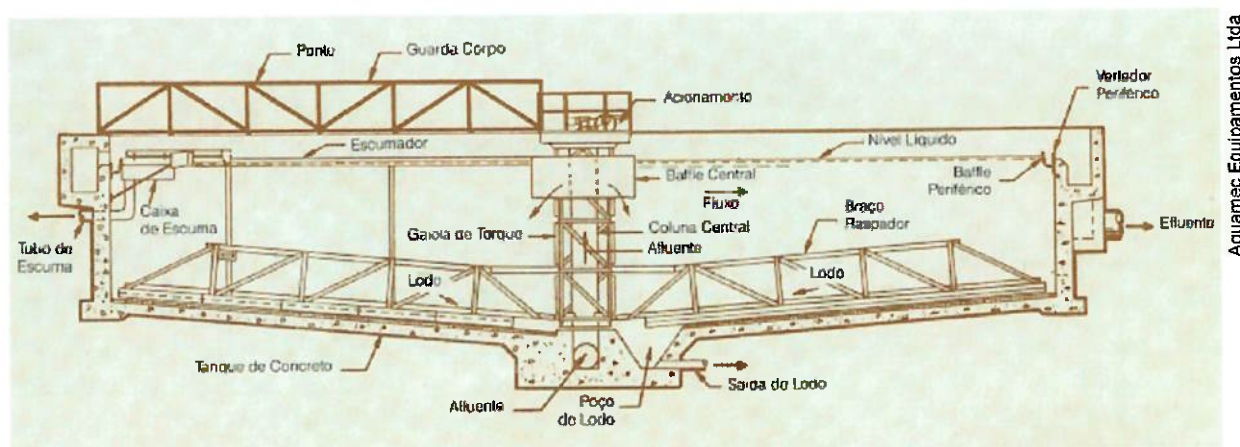 Ponte
Guarda Corpo
Acionamento
Vertedor
Periférico
Escumador
Nível Líquido
Baffle Central
Baffle
Periférico
Fluxo
Caixa
de Escuma
Coluna Central
Braço
Raspador
Gaiola de Torque
Afluente
Efluente
Tubo de
Escuma
Lodo
Lodo
Tanque de Concreto
Saída do Lodo
Afluente
Poço
de Lodo
Aquamec Equipamentos Ltda